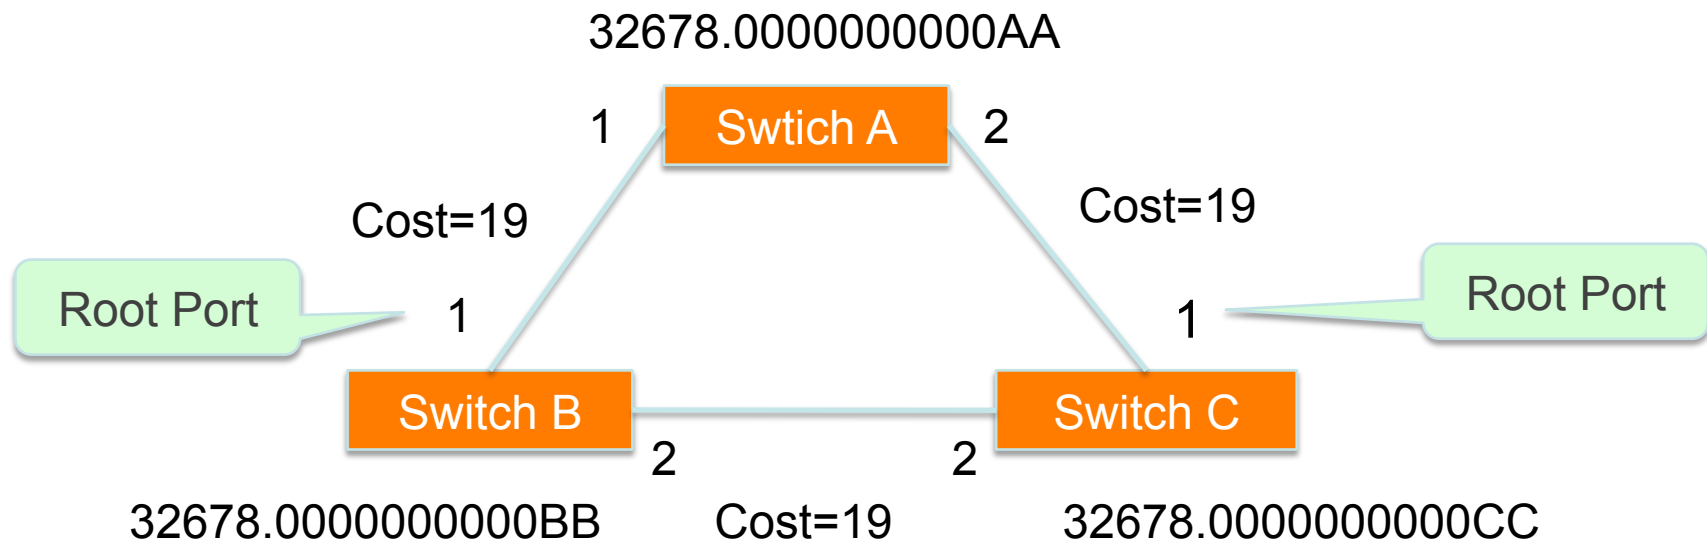 32678.0000000000AA
1
Swtich A
2
Cost=19
Cost=19
Root Port
1
1
Root Port
Switch B
Switch C
2
2
32678.0000000000BB
Cost=19
32678.0000000000CC